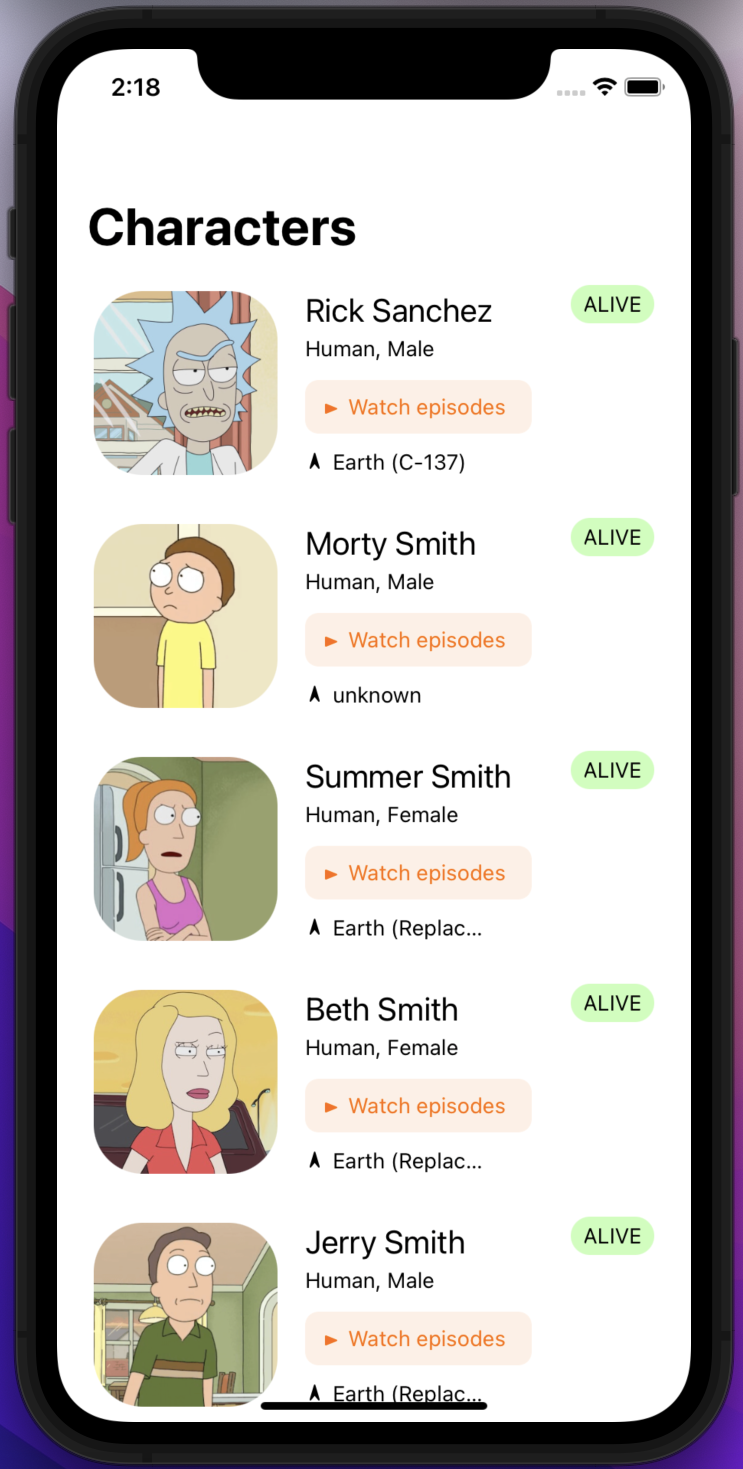 2:18
Characters
Rick Sanchez
ALIVE
Human, Male
Watch episodes
Earth (C-137)
Morty Smith
ALIVE
Human, Male
Watch episodes
unknown
Summer Smith
ALIVE
Human, Female
Watch episodes
Earth (Replac...
Beth Smith
ALIVE
Human, Female
Watch episodes
Earth (Replac...
Jerry Smith
ALIVE
Human, Male
Watch episodes
Earth (Replac...